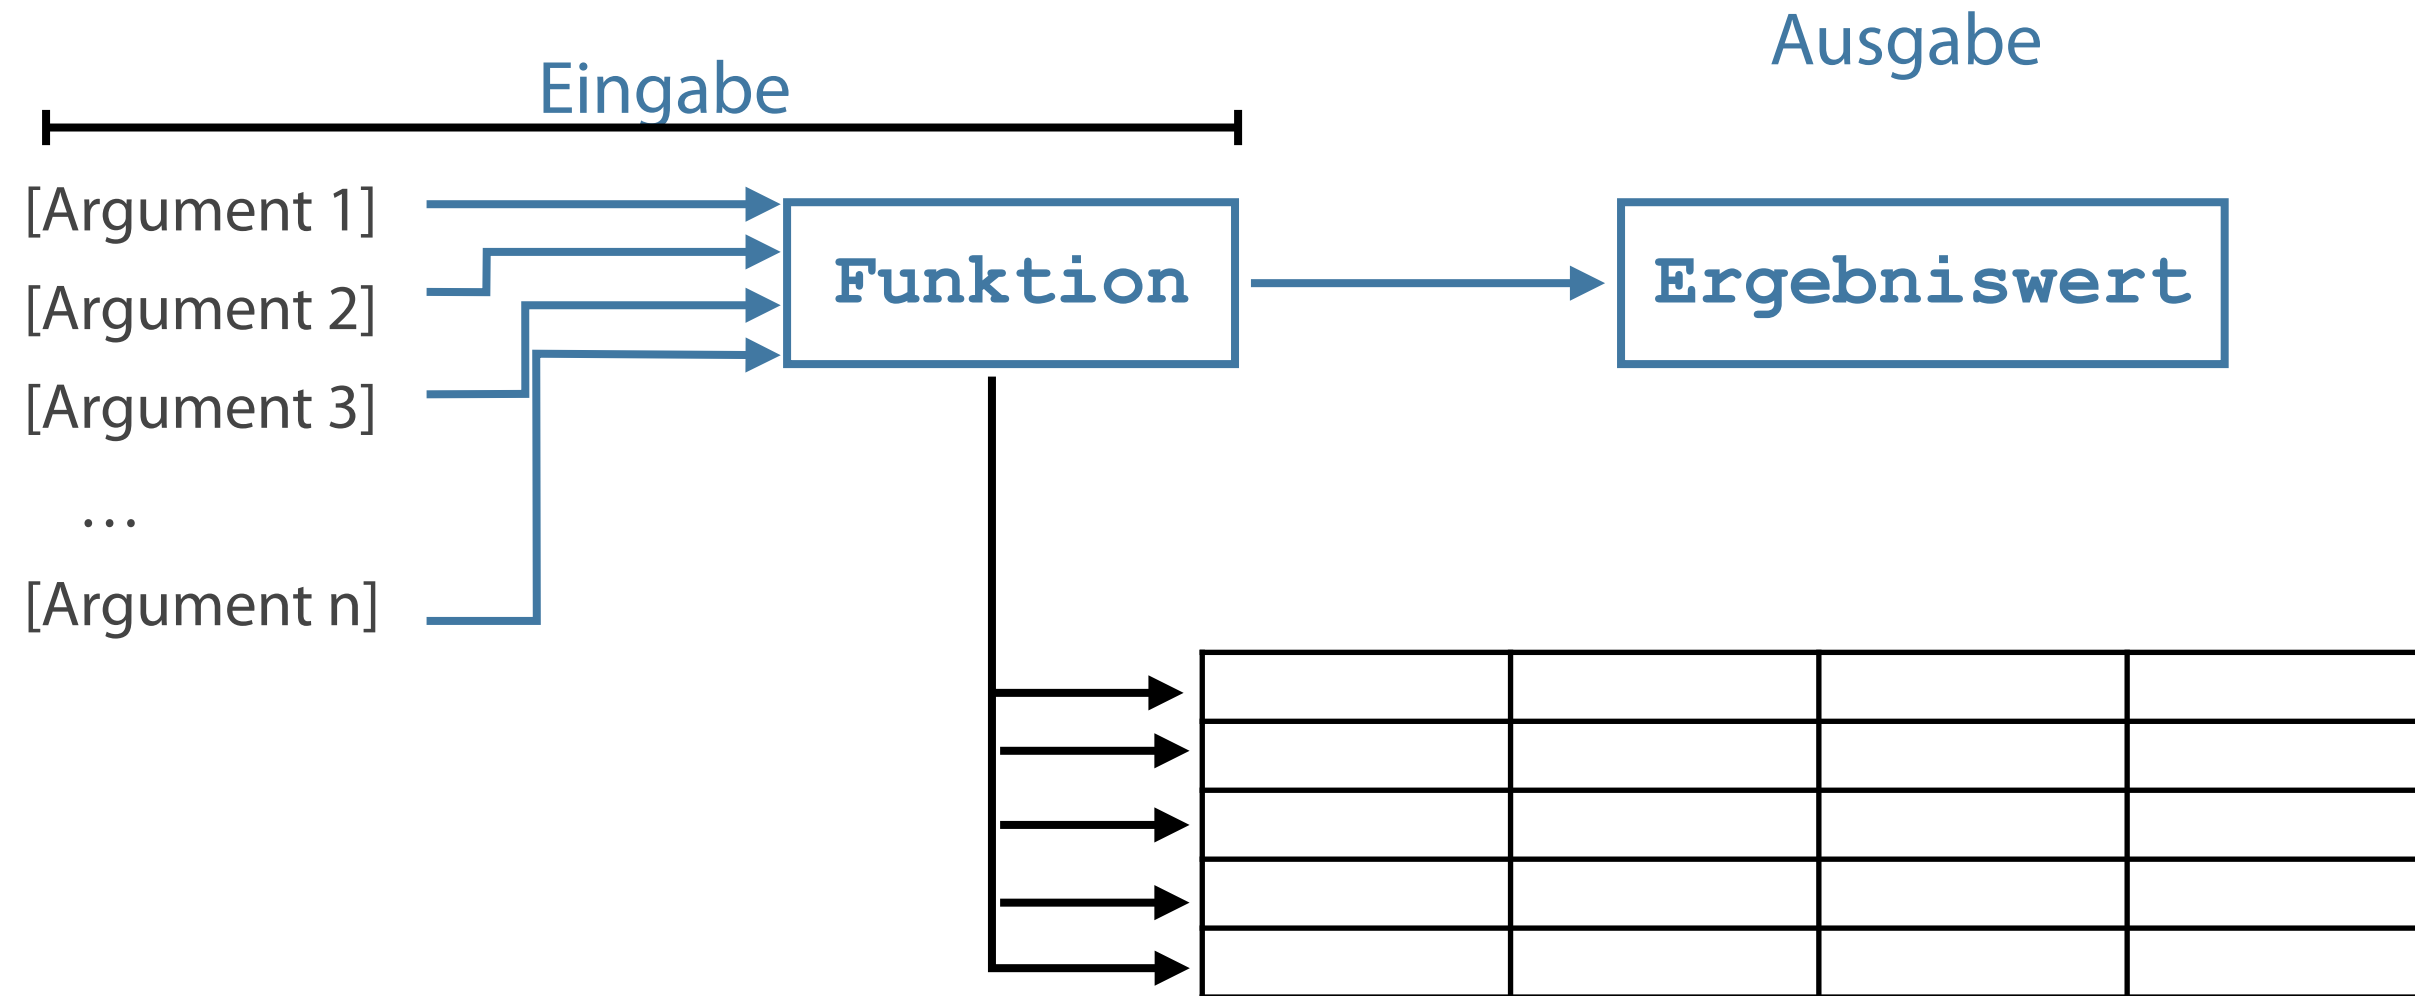 Ausgabe
Eingabe
[Argument 1]
[Argument 2]
[Argument 3]
…
[Argument n]
Funktion
Ergebniswert